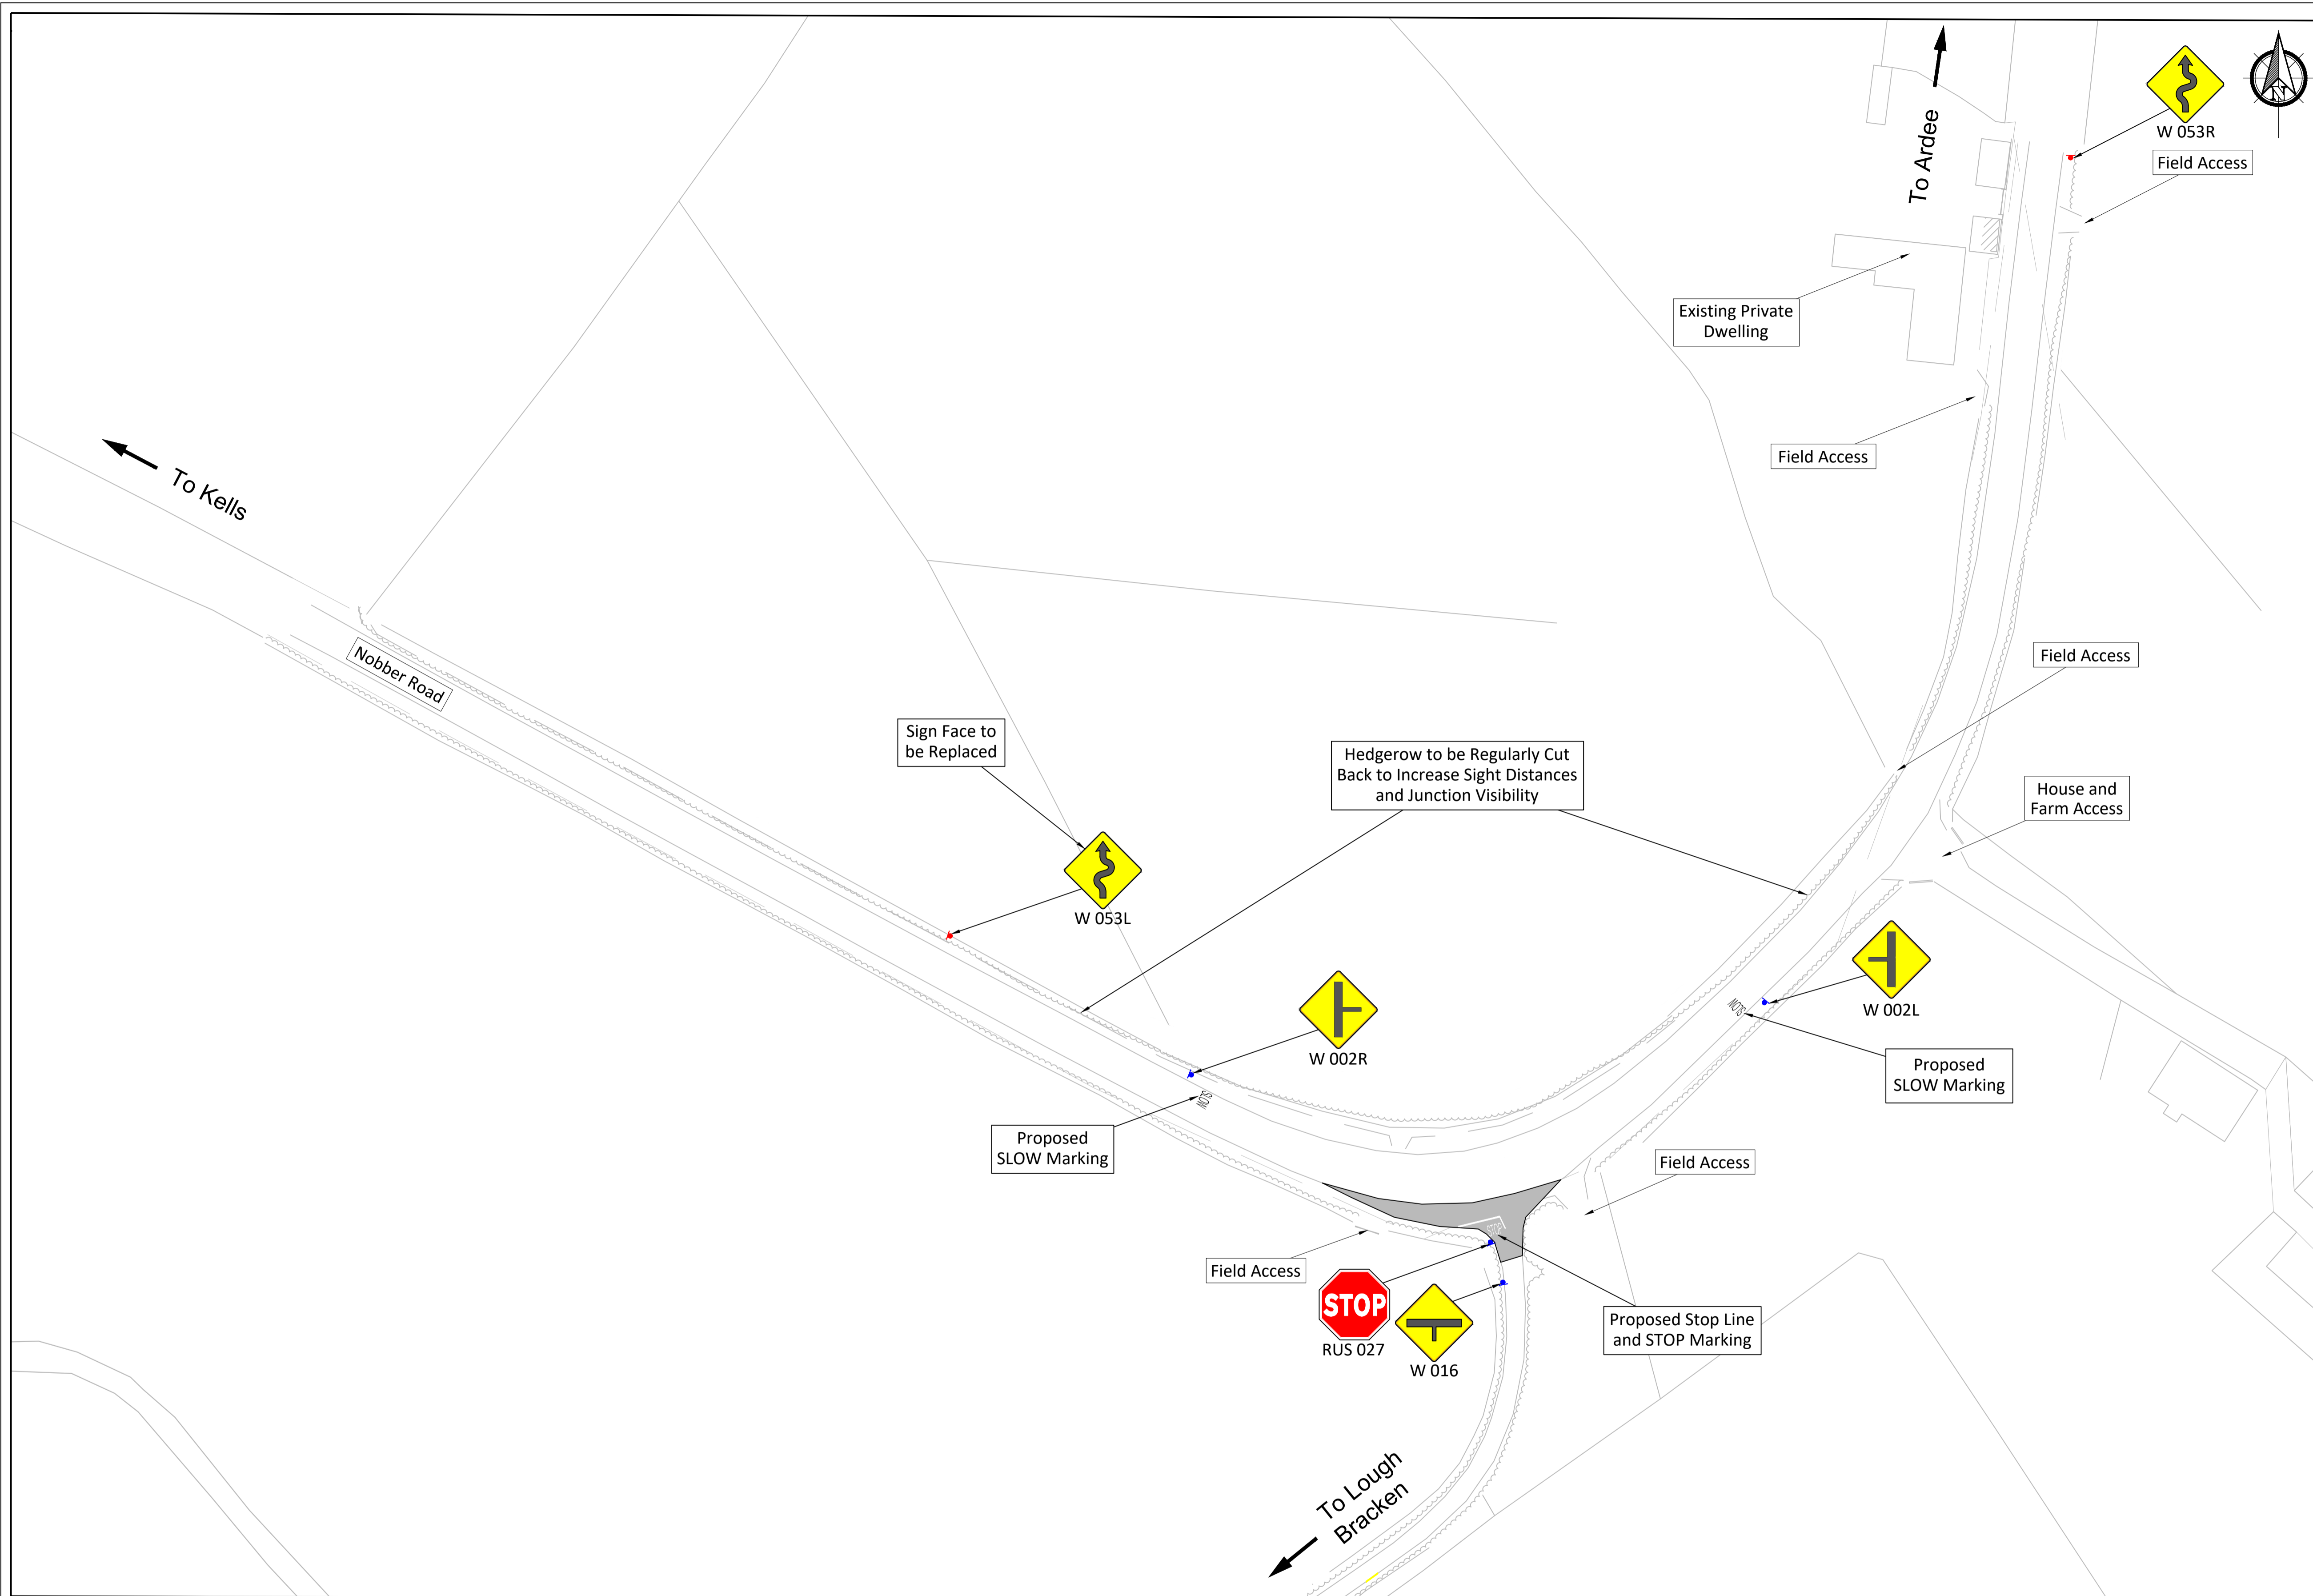 To Ardee
W 053R
N
Field Access
Existing Private
Dwelling
Field Access
To Kells
Nobber Road
Field Access
Sign Face to
be Replaced
Hedgerow to be Regularly Cut
Back to Increase Sight Distances
and Junction Visibility
House and
Farm Access
W 053L
W 002R
W 002L
SLOW
Proposed
SLOW Marking
SLOW
Proposed
SLOW Marking
Field Access
STOP
Field Access
STOP
RUS 027
W 016
Proposed Stop Line
and STOP Marking
To Lough
Bracken